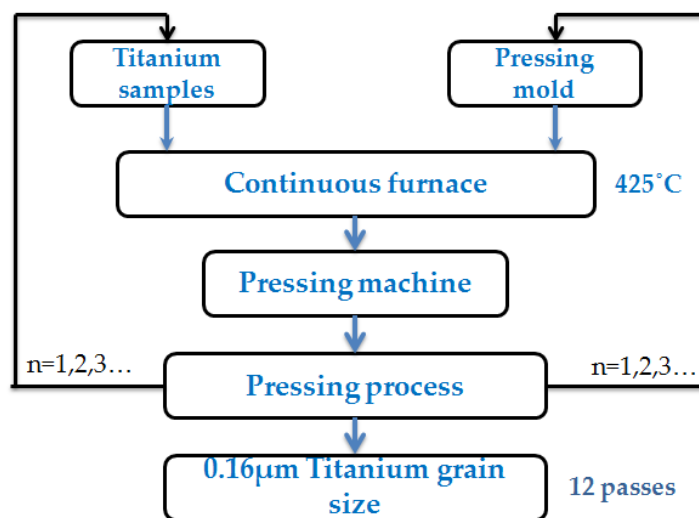 Titanium
samples
Pressing
mold
Continuous furnace
425°C
Pressing machine
n=1,2,3…
Pressing process
n=1,2,3…
0.16µm Titanium grain
size
12 passes